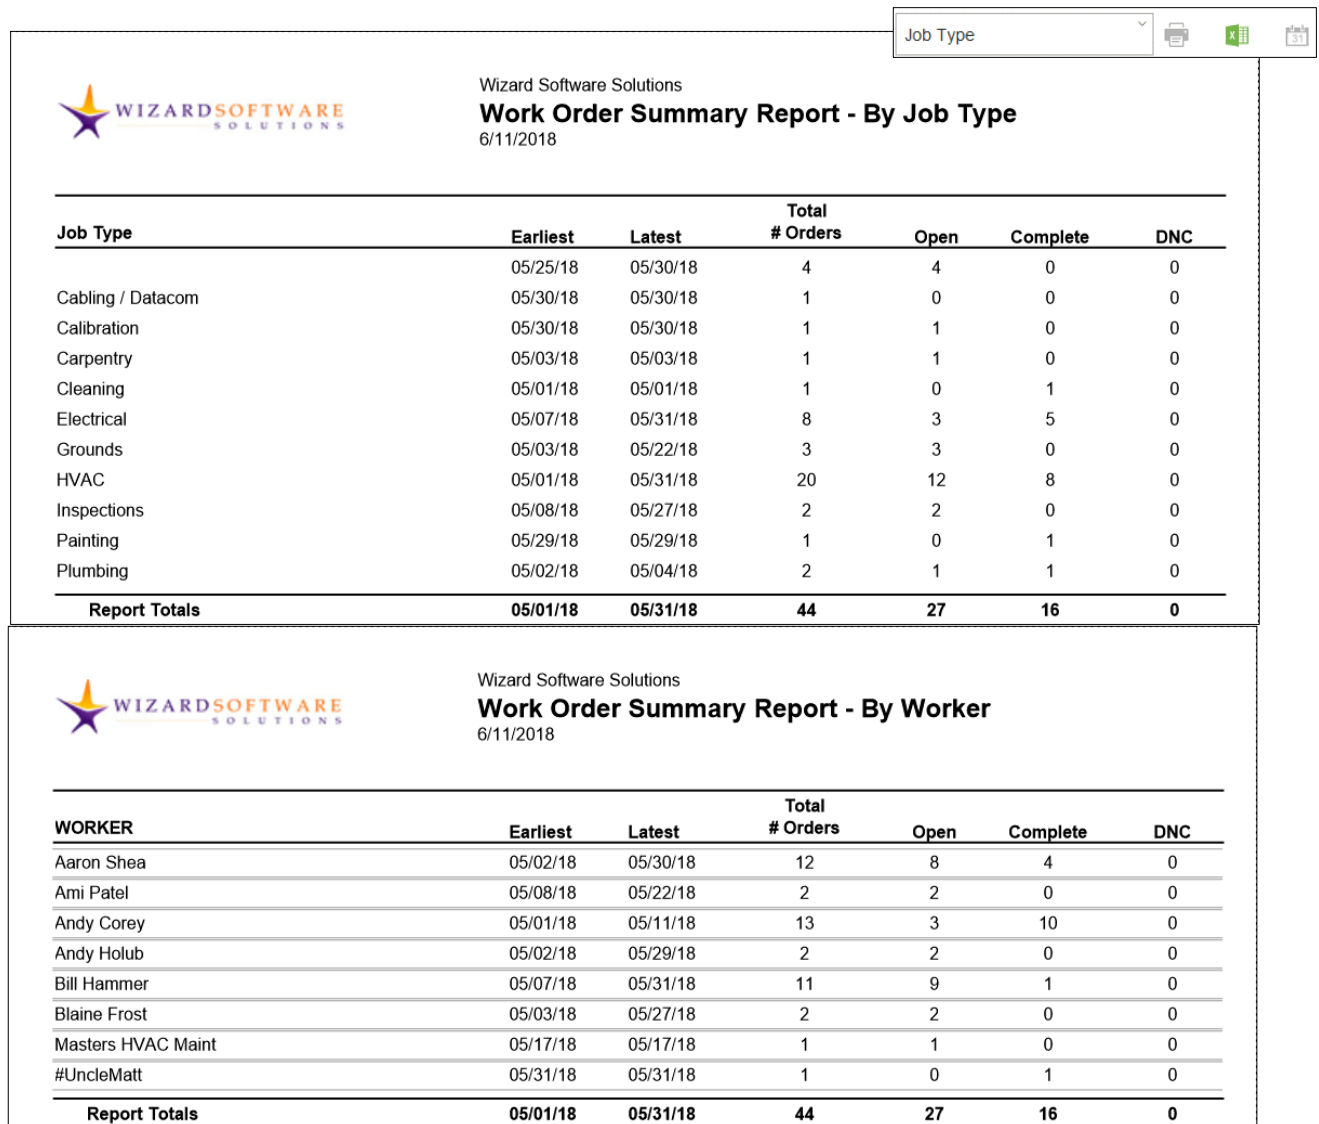 Job Type
31
WIZARDSOFTWARE
SOLUTIONS
Wizard Software Solutions
Work Order Summary Report - By Job Type
6/11/2018
Total
Job Type Earliest Latest # Orders Open Complete DNC
05/25/18 05/30/18 4 4 0 0
Cabling / Datacom 05/30/18 05/30/18 1 0 0 0
Calibration 05/30/18 05/30/18 1 1 0 0
Carpentry 05/03/18 05/03/18 1 1 0 0
Cleaning 05/01/18 05/01/18 1 0 1 0
Electrical 05/07/18 05/31/18 8 3 5 0
Grounds 05/03/18 05/22/18 3 3 0 0
HVAC 05/01/18 05/31/18 20 12 8 0
Inspections 05/08/18 05/27/18 2 2 0 0
Painting 05/29/18 05/29/18 1 0 1 0
Plumbing 05/02/18 05/04/18 2 1 1 0
Report Totals 05/01/18 05/31/18 44 27 16 0
WIZARDSOFTWARE
SOLUTIONS
Wizard Software Solutions
Work Order Summary Report - By Worker
6/11/2018
Total
WORKER Earliest Latest # Orders Open Complete DNC
Aaron Shea 05/02/18 05/30/18 12 8 4 0
Ami Patel 05/08/18 05/22/18 2 2 0 0
Andy Corey 05/01/18 05/11/18 13 3 10 0
Andy Holub 05/02/18 05/29/18 2 2 0 0
Bill Hammer 05/07/18 05/31/18 11 9 1 0
Blaine Frost 05/03/18 05/27/18 2 2 0 0
Masters HVAC Maint 05/17/18 05/17/18 1 1 0 0
#UncleMatt 05/31/18 05/31/18 1 0 1 0
Report Totals 05/01/18 05/31/18 44 27 16 0